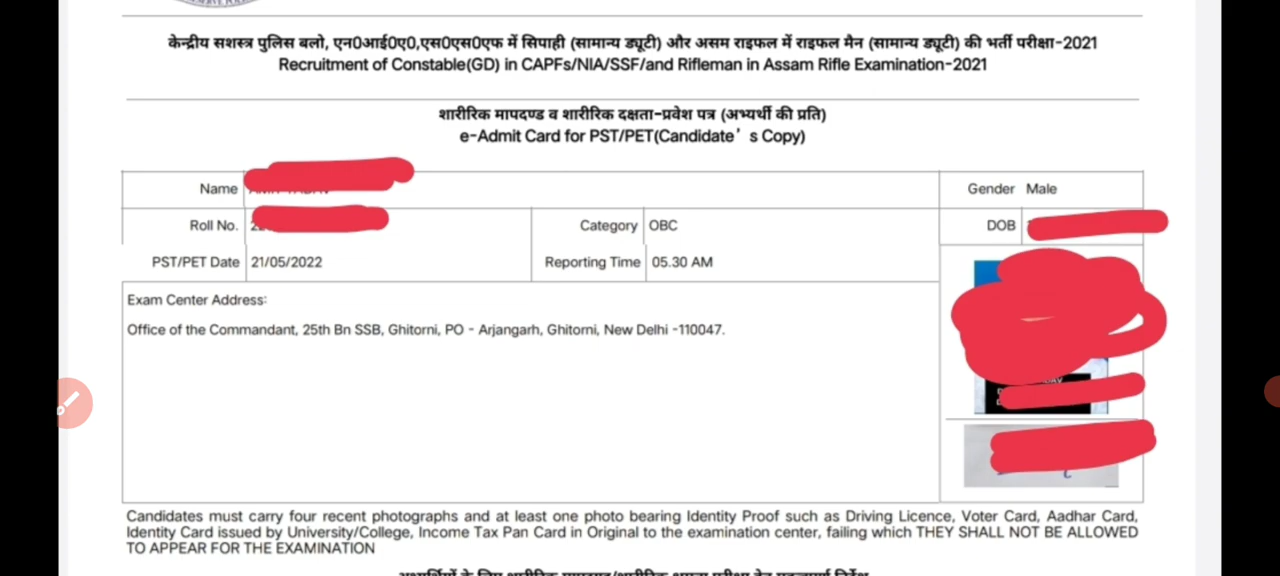 केन्द्रीय सशस्त्र पुलिस बलो, एन0आई0ए0,एस0एस0एफ में सिपाही (सामान्य ड्यूटी) और असम राइफल में राइफल मैन (सामान्य ड्यूटी) की भर्ती परीक्षा-2021
Recruitment of Constable(GD) in CAPFs/NIA/SSF/and Rifleman in Assam Rifle Examination-2021
शारीरिक मापदण्ड व शारीरिक दक्षता-प्रवेश पत्र (अभ्यर्थी की प्रति)
e-Admit Card for PST/PET(Candidate's Copy)
Name Gender Male
Roll No. Category OBC DOB
PST/PET Date 21/05/2022 Reporting Time 05.30 AM
Exam Center Address:
Office of the Commandant, 25th Bn SSB, Ghitorni, PO - Arjangarh, Ghitorni, New Delhi -110047.
Candidates must carry four recent photographs and at least one photo bearing Identity Proof such as Driving Licence, Voter Card, Aadhar Card,
Identity Card issued by University/College, Income Tax Pan Card in Original to the examination center, failing which THEY SHALL NOT BE ALLOWED
TO APPEAR FOR THE EXAMINATION